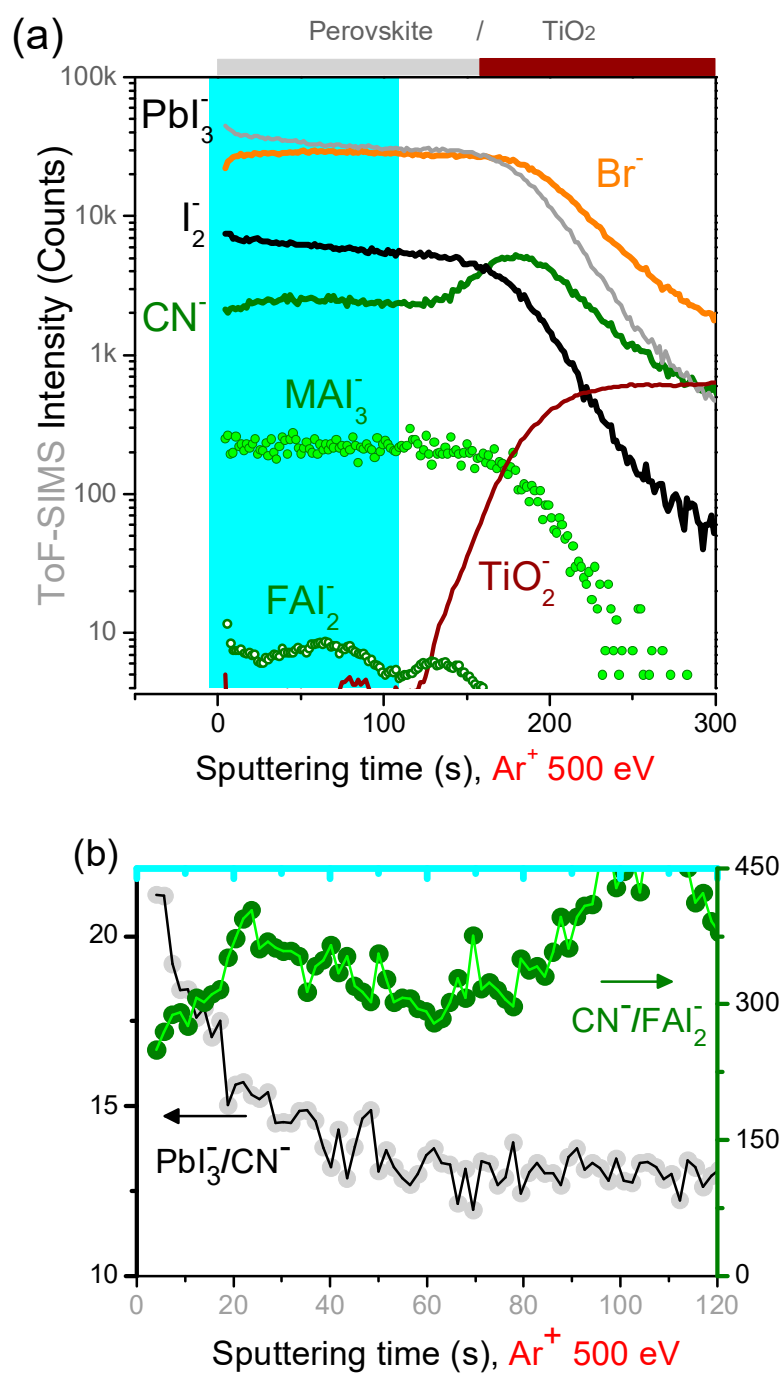 (a)
Perovskite / TiO₂
100k
10k
1k
100
10
ToF-SIMS Intensity (Counts)
PbI₃⁻
Br⁻
I₂⁻
CN⁻
MAI₃⁻
TiO₂⁻
FAI₂⁻
0 100 200 300
Sputtering time (s), Ar⁺ 500 eV
(b)
20
15
10
450
300
150
0
CN⁻/FAI₂⁻
PbI₃⁻/CN⁻
0 20 40 60 80 100 120
Sputtering time (s), Ar⁺ 500 eV